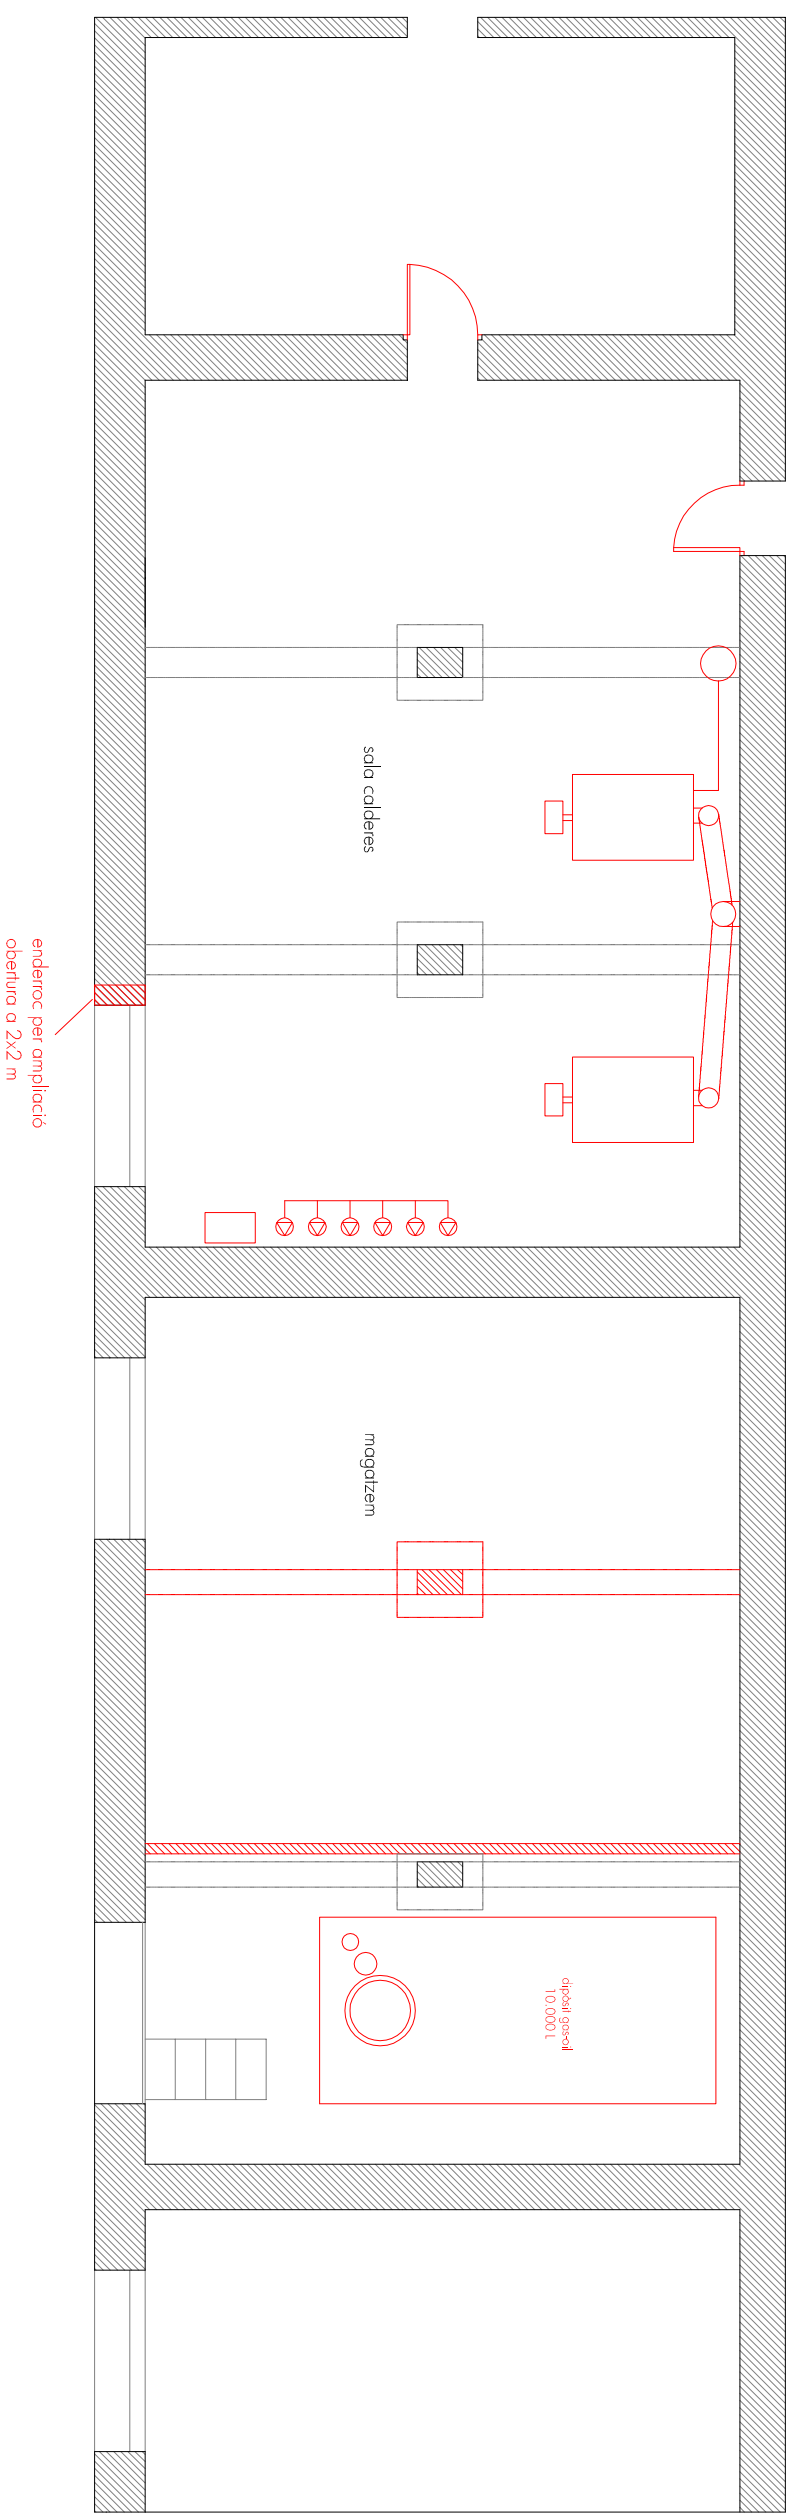 sala calderes
enderroc per ampliació
obertura a 2x2 m
magatzem
dipòsit gas-oil
10.000 L